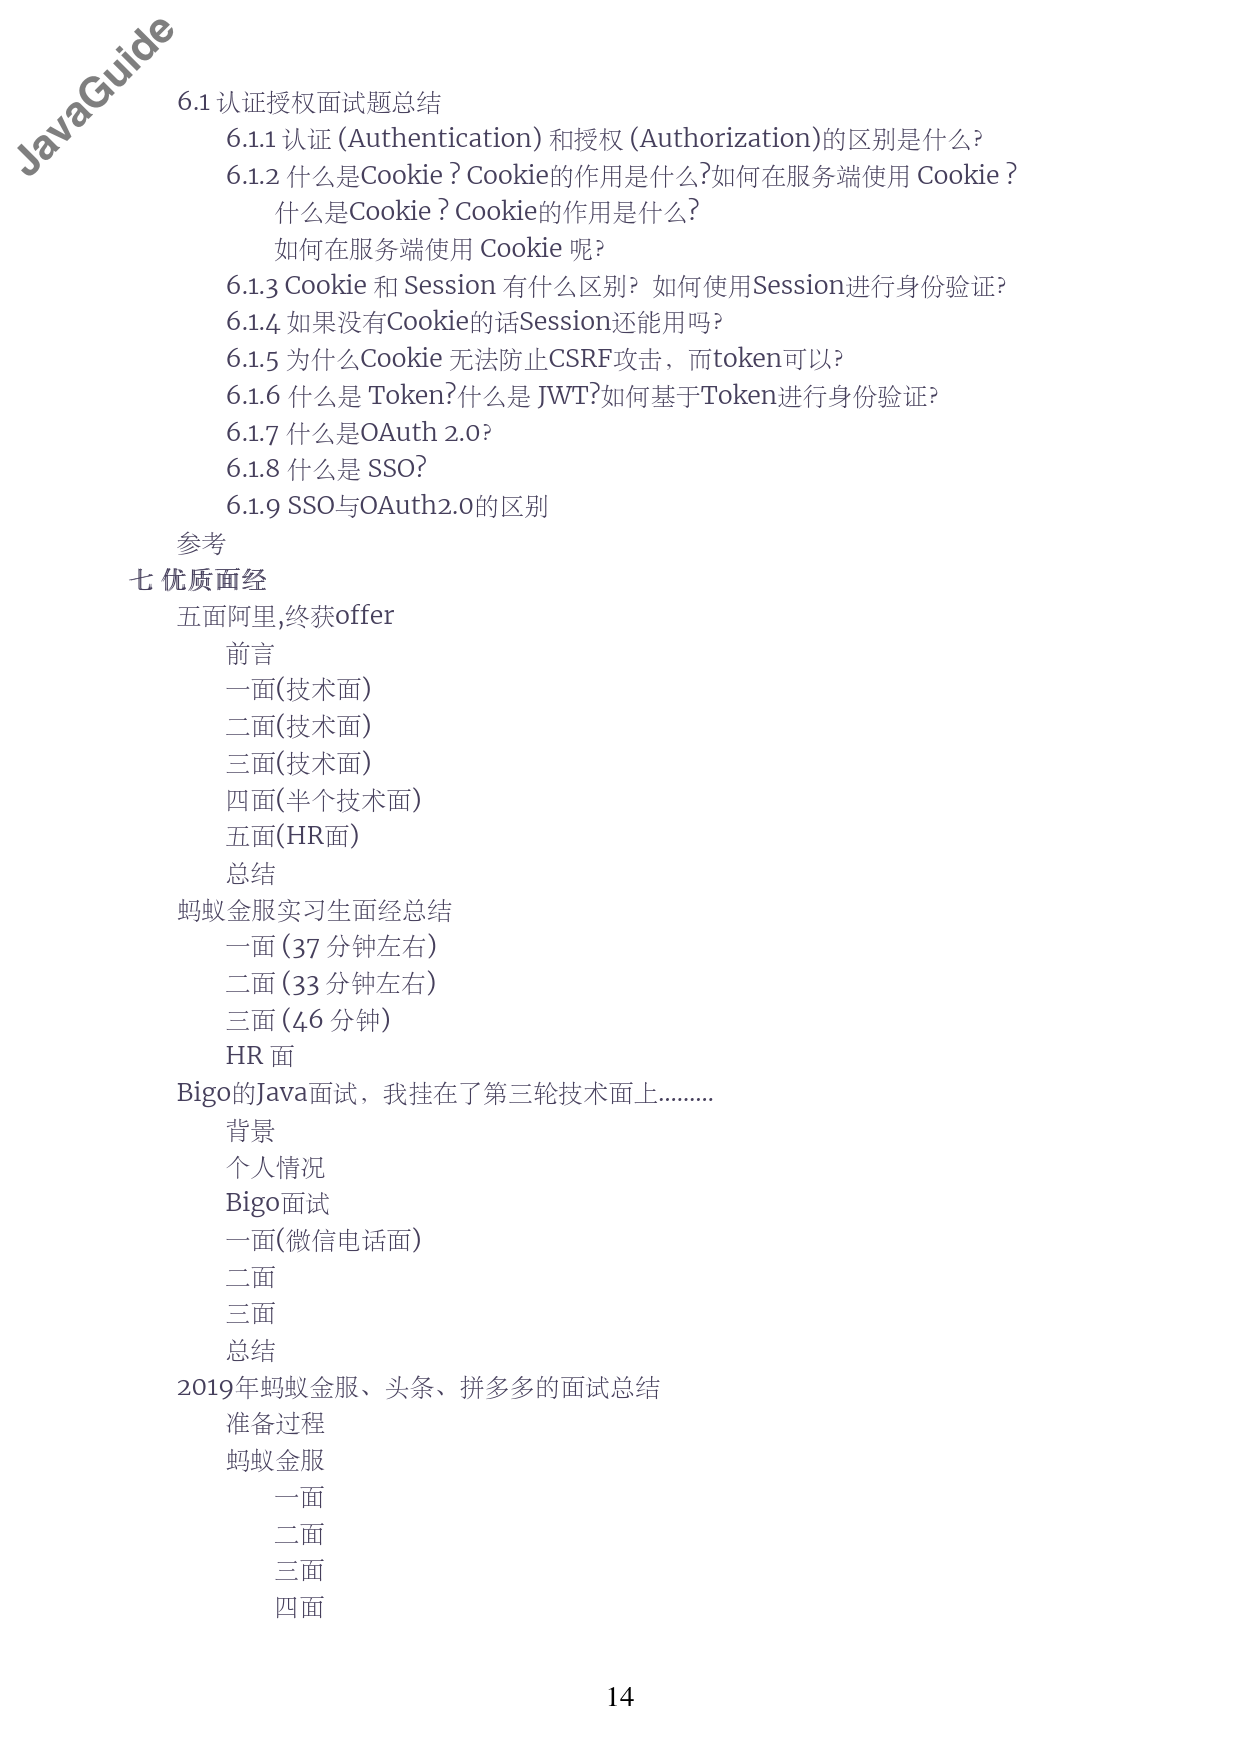 JavaGuide
6.1 认证授权面试题总结
6.1.1 认证 (Authentication) 和授权 (Authorization)的区别是什么？
6.1.2 什么是Cookie ? Cookie的作用是什么?如何在服务端使用 Cookie ?
什么是Cookie ? Cookie的作用是什么?
如何在服务端使用 Cookie 呢？
6.1.3 Cookie 和 Session 有什么区别？如何使用Session进行身份验证？
6.1.4 如果没有Cookie的话Session还能用吗？
6.1.5 为什么Cookie 无法防止CSRF攻击，而token可以？
6.1.6 什么是 Token?什么是 JWT?如何基于Token进行身份验证？
6.1.7 什么是OAuth 2.0？
6.1.8 什么是 SSO?
6.1.9 SSO与OAuth2.0的区别
参考
七 优质面经
五面阿里,终获offer
前言
一面(技术面)
二面(技术面)
三面(技术面)
四面(半个技术面)
五面(HR面)
总结
蚂蚁金服实习生面经总结
一面 (37 分钟左右)
二面 (33 分钟左右)
三面 (46 分钟)
HR 面
Bigo的Java面试，我挂在了第三轮技术面上.........
背景
个人情况
Bigo面试
一面(微信电话面)
二面
三面
总结
2019年蚂蚁金服、头条、拼多多的面试总结
准备过程
蚂蚁金服
一面
二面
三面
四面
14